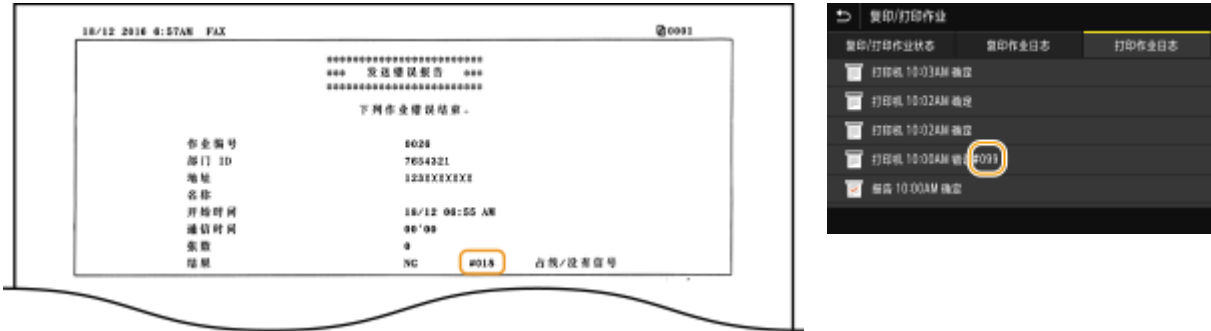 18/12 2016 6:57AM FAX 0001
************************
*** 发送错误报告 ***
************************
下列作业错误结束。
作业编号 0026
部门 ID 7654321
地址 123XXXXXXX
名称
开始时间 18/12 06:55 AM
通信时间 00'00
张数 0
结果 NG #018 占线/没有信号
复印/打印作业
复印/打印作业状态 复印作业日志 打印作业日志
打印机 10:03AM 确定
打印机 10:02AM 确定
打印机 10:02AM 确定
打印机 10:00AM 错误 #099
报告 10:00AM 确定